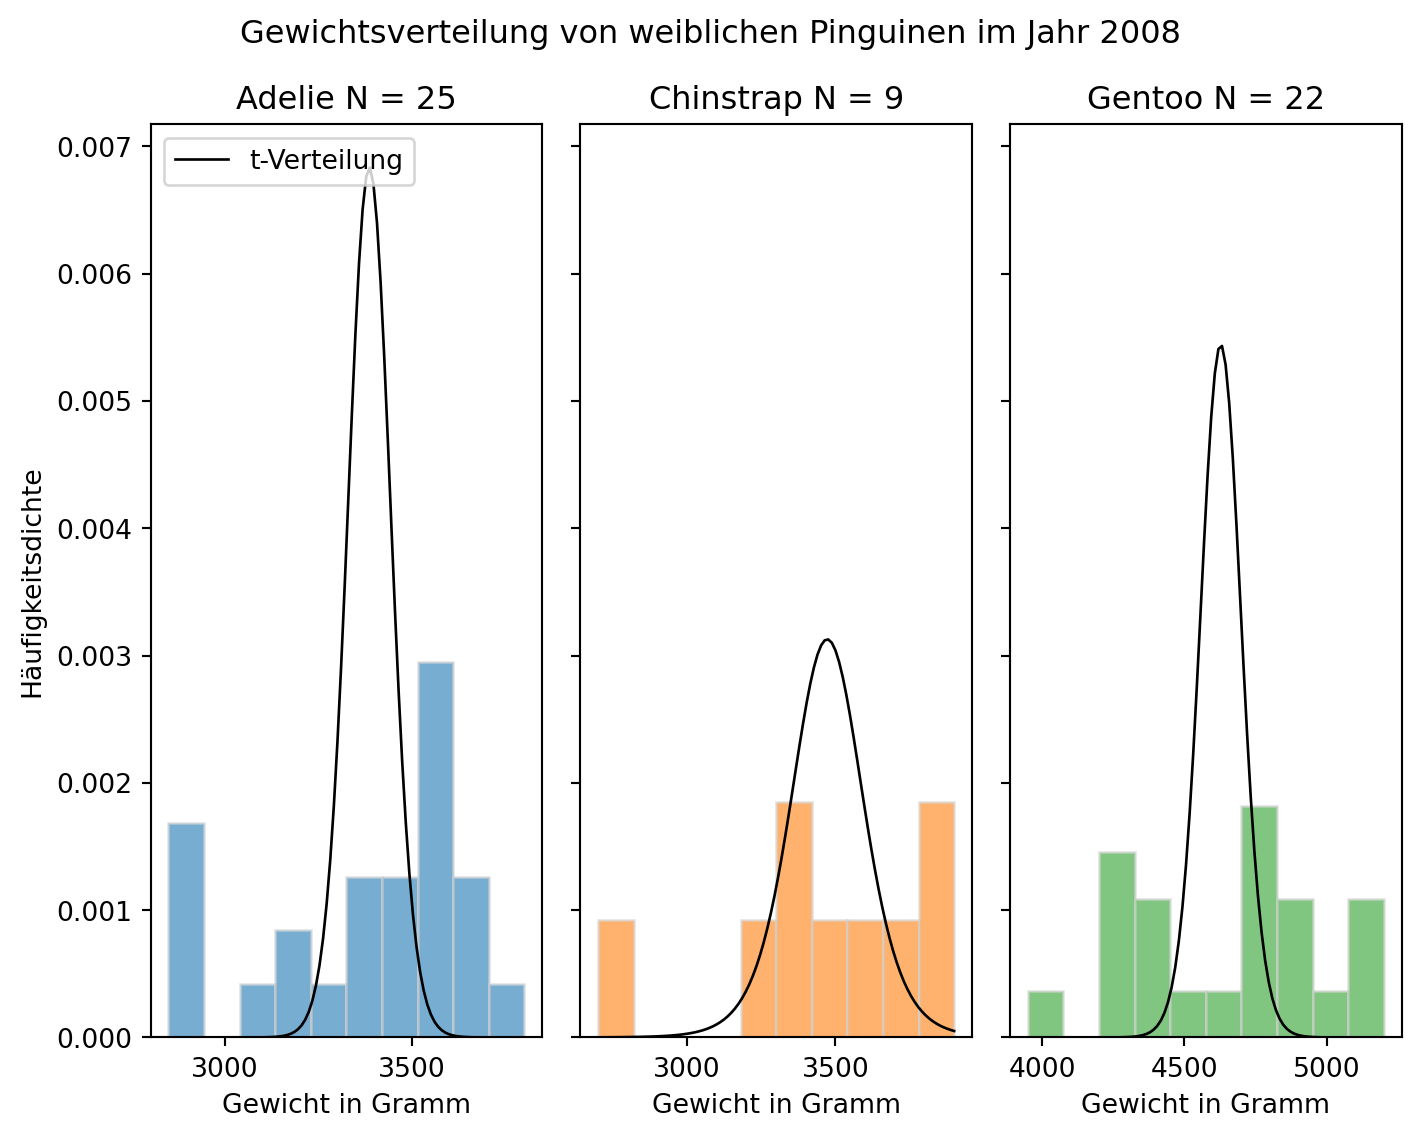 Gewichtsverteilung von weiblichen Pinguinen im Jahr 2008
Adelie N = 25
Chinstrap N = 9
Gentoo N = 22
t-Verteilung
Häufigkeitsdichte
0.007
0.006
0.005
0.004
0.003
0.002
0.001
0.000
3000 3500
3000 3500
4000 4500 5000
Gewicht in Gramm
Gewicht in Gramm
Gewicht in Gramm